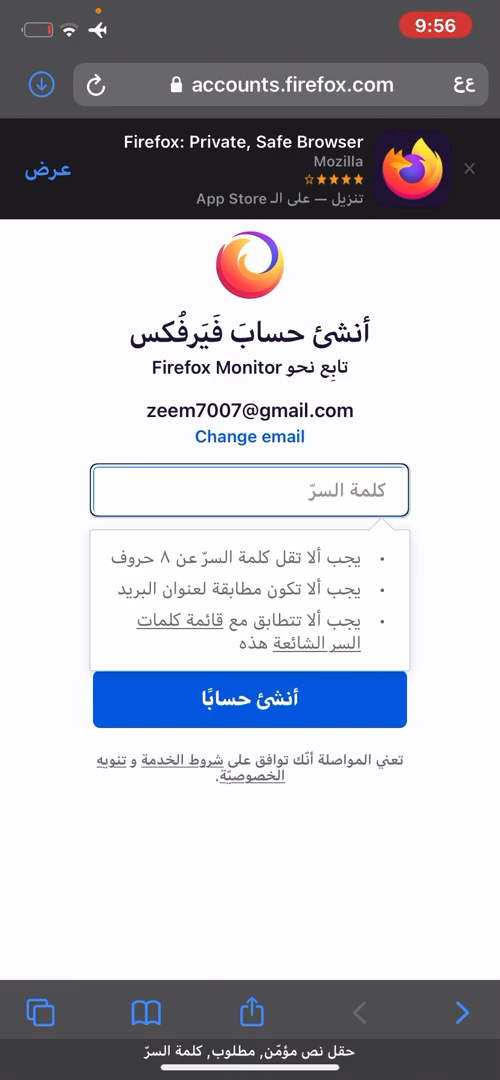 9:56
accounts.firefox.com
عع
Firefox: Private, Safe Browser
Mozilla
تنزيل — على الـ App Store
عرض
أنشئ حسابَ فَيَرفُكس
تابِع نحو Firefox Monitor
zeem7007@gmail.com
Change email
كلمة السرّ
• يجب ألا تقل كلمة السرّ عن ٨ حروف
• يجب ألا تكون مطابقة لعنوان البريد
• يجب ألا تتطابق مع قائمة كلمات
السر الشائعة هذه
أنشئ حسابًا
تعني المواصلة أنّك توافق على شروط الخدمة و تنويه
الخصوصيّة.
حقل نص مؤمّن, مطلوب, كلمة السرّ